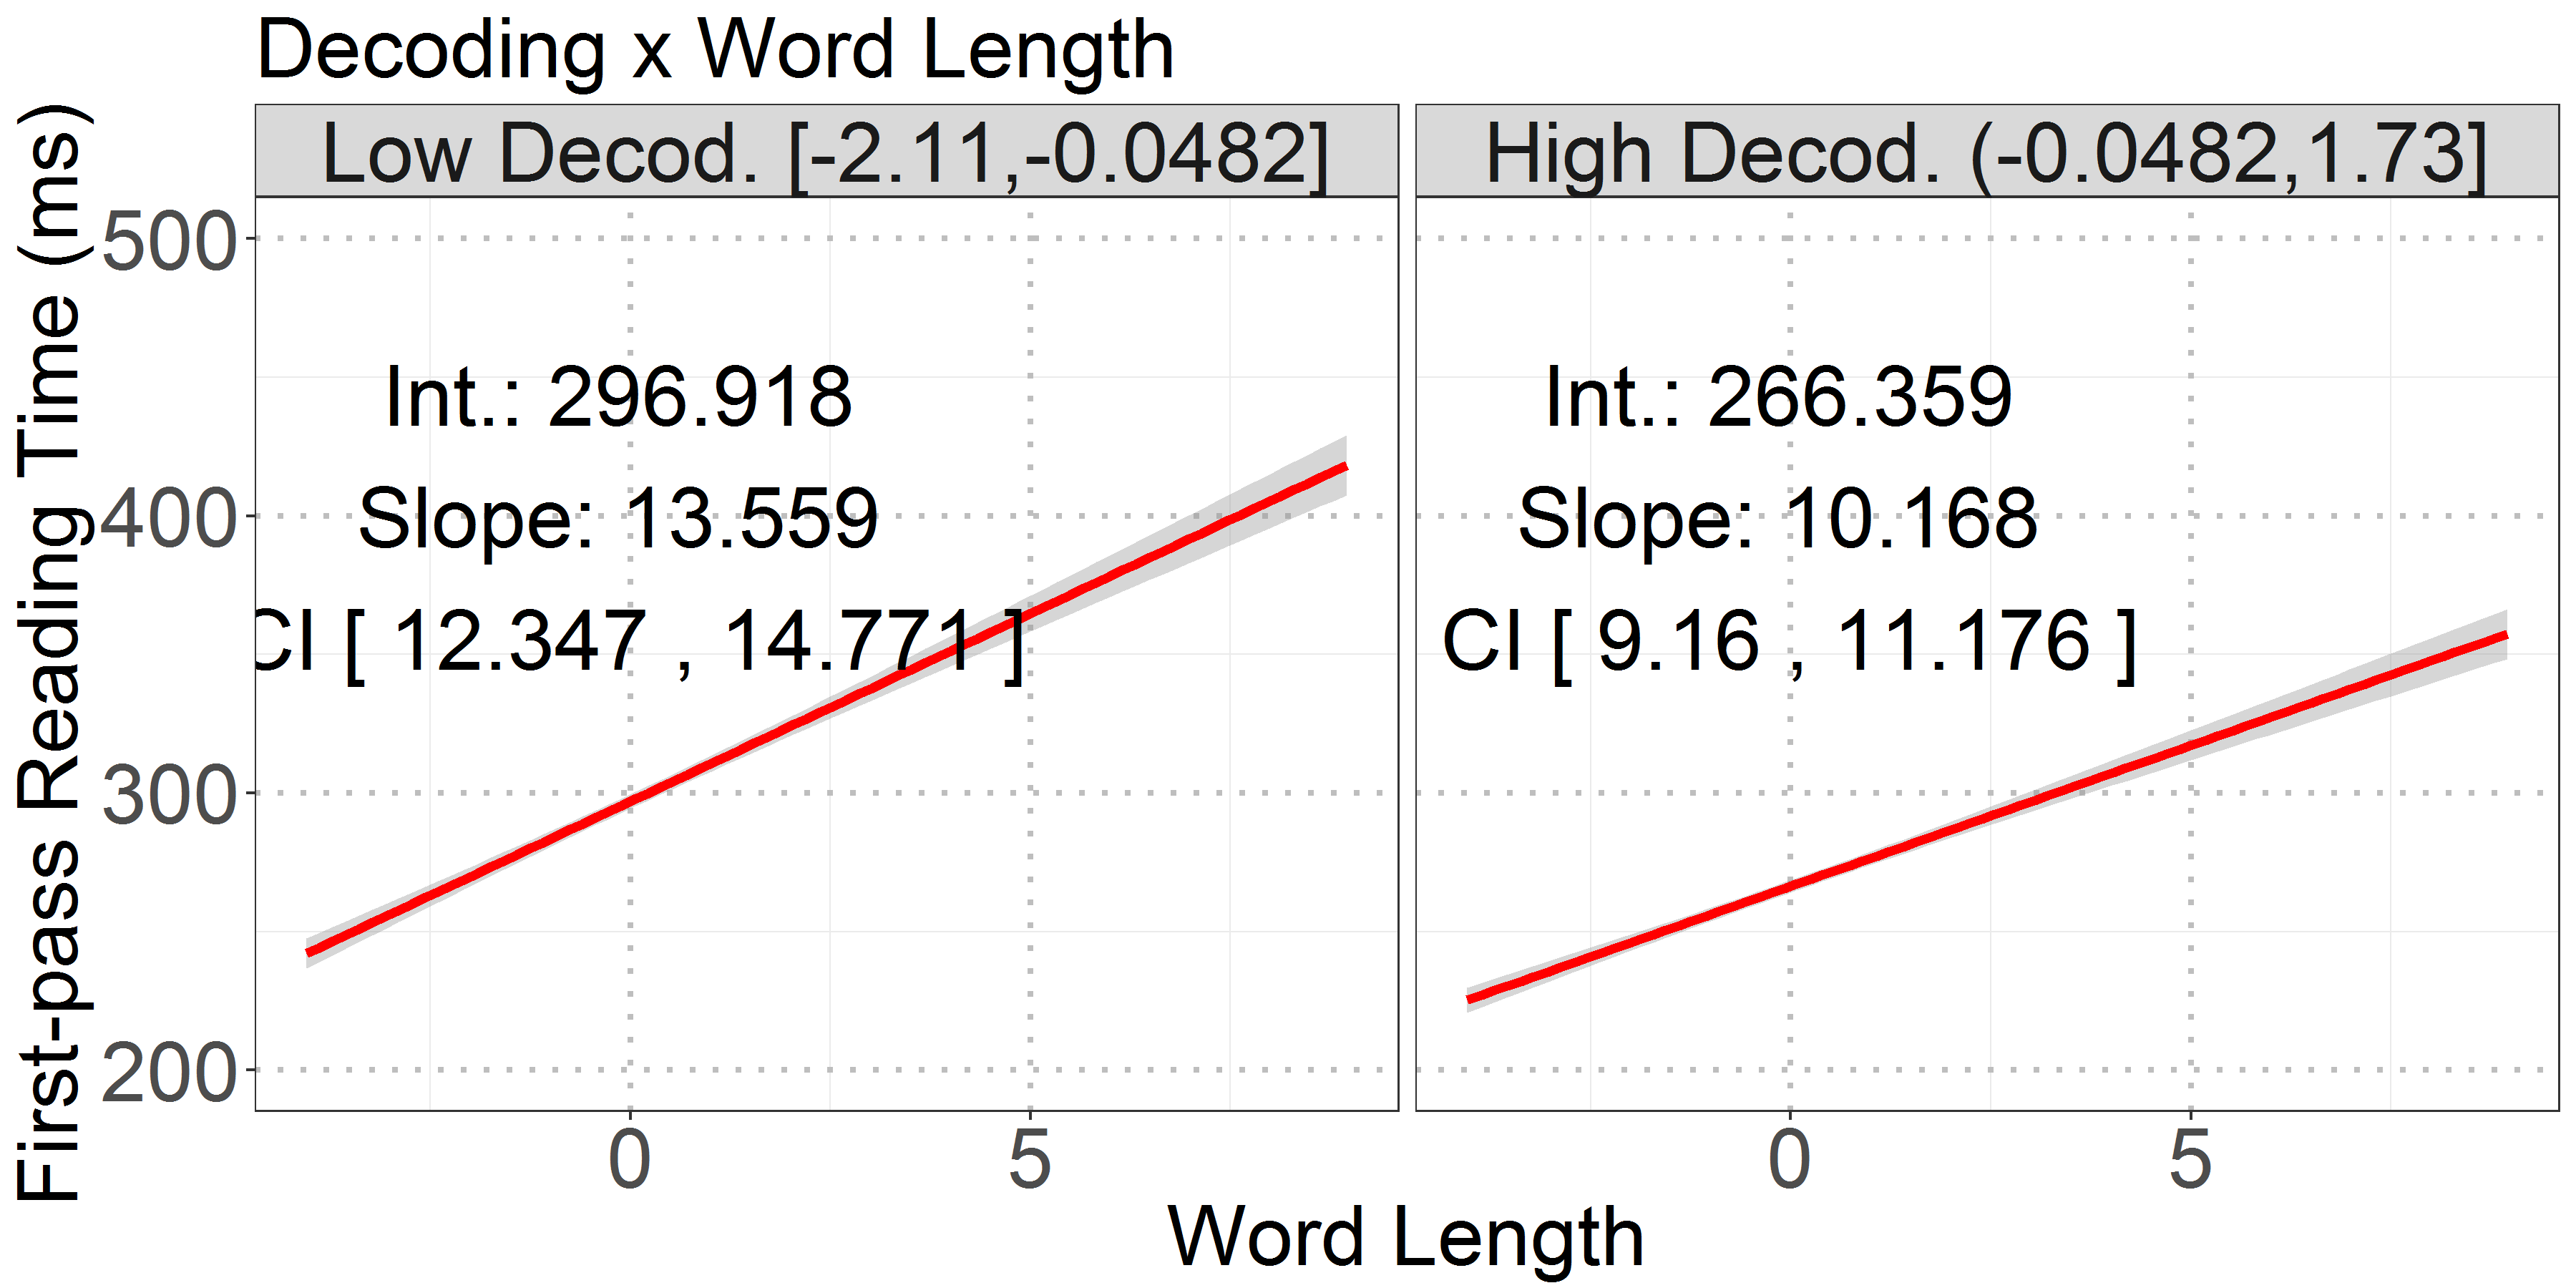 Decoding x Word Length
Low Decod. [-2.11,-0.0482]
High Decod. (-0.0482,1.73]
First-pass Reading Time (ms)
500
400
300
200
Int.: 296.918
Slope: 13.559
CI [ 12.347 , 14.771 ]
Int.: 266.359
Slope: 10.168
CI [ 9.16 , 11.176 ]
0
5
0
5
Word Length